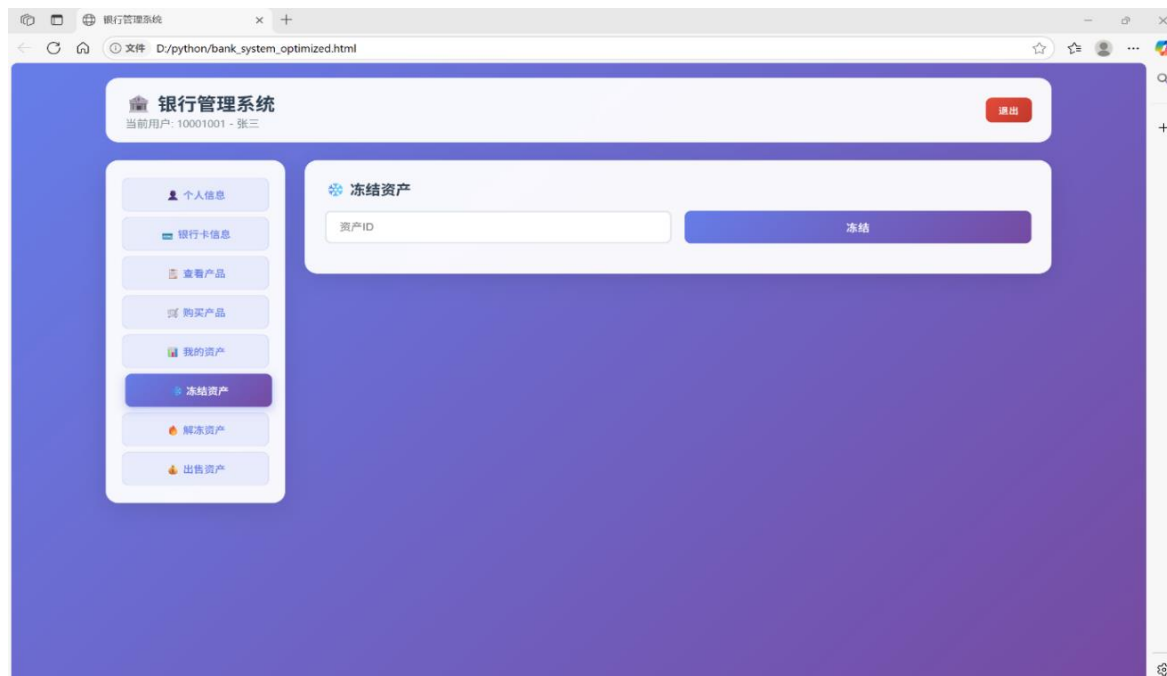 银行管理系统
文件 D:/python/bank_system_optimized.html
银行管理系统
当前用户: 10001001 - 张三
退出
个人信息
银行卡信息
查看产品
购买产品
我的资产
冻结资产
解冻资产
出售资产
冻结资产
资产ID
冻结